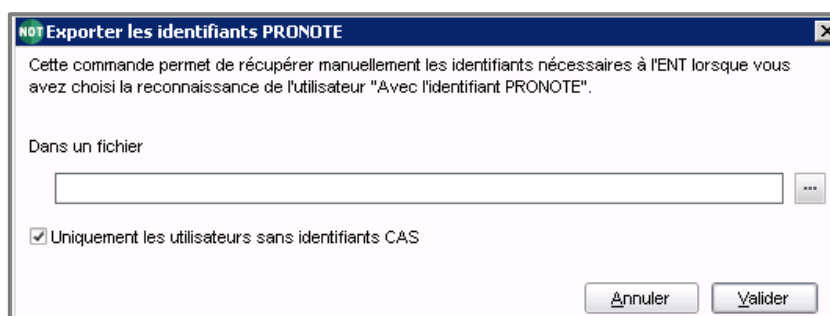 NOT Exporter les identifiants PRONOTE
Cette commande permet de récupérer manuellement les identifiants nécessaires à l'ENT lorsque vous
avez choisi la reconnaissance de l'utilisateur "Avec l'identifiant PRONOTE".
Dans un fichier
...
Uniquement les utilisateurs sans identifiants CAS
Annuler Valider